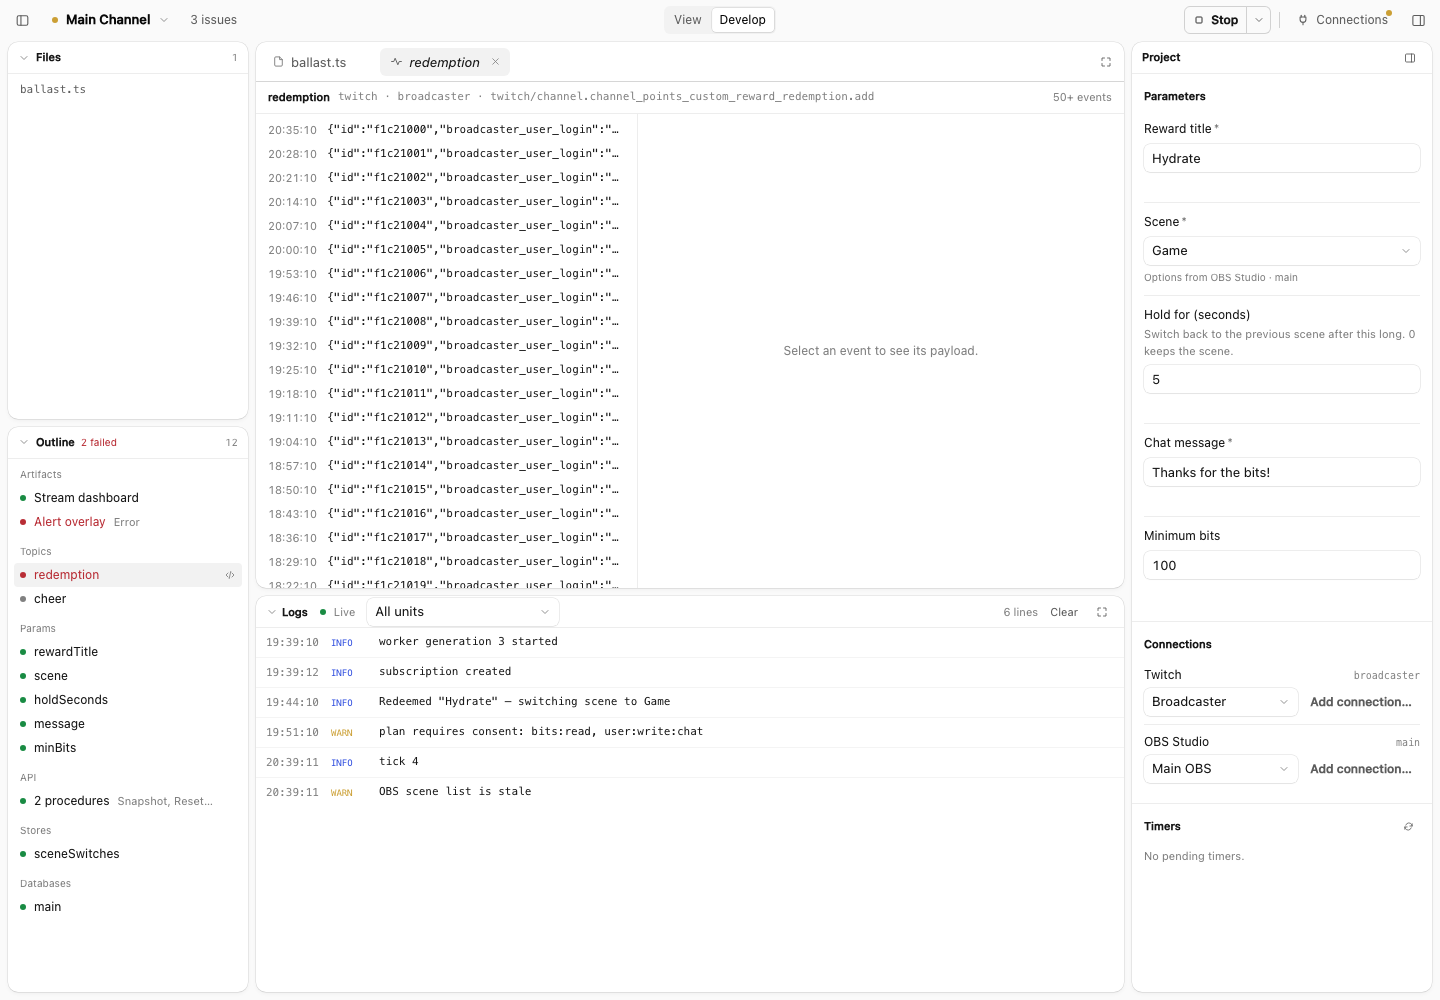 Main Channel
3 issues
View
Develop
Stop
Connections
Files
1
ballast.ts
Outline
2 failed
12
Artifacts
Stream dashboard
Alert overlay
Error
Topics
redemption
cheer
Params
rewardTitle
scene
holdSeconds
message
minBits
API
2 procedures
Snapshot, Reset…
Stores
sceneSwitches
Databases
main
ballast.ts
redemption
redemption twitch · broadcaster · twitch/channel.channel_points_custom_reward_redemption.add
50+ events
20:35:10 {"id":"f1c21000","broadcaster_user_login":"…
20:28:10 {"id":"f1c21001","broadcaster_user_login":"…
20:21:10 {"id":"f1c21002","broadcaster_user_login":"…
20:14:10 {"id":"f1c21003","broadcaster_user_login":"…
20:07:10 {"id":"f1c21004","broadcaster_user_login":"…
20:00:10 {"id":"f1c21005","broadcaster_user_login":"…
19:53:10 {"id":"f1c21006","broadcaster_user_login":"…
19:46:10 {"id":"f1c21007","broadcaster_user_login":"…
19:39:10 {"id":"f1c21008","broadcaster_user_login":"…
19:32:10 {"id":"f1c21009","broadcaster_user_login":"…
19:25:10 {"id":"f1c21010","broadcaster_user_login":"…
19:18:10 {"id":"f1c21011","broadcaster_user_login":"…
19:11:10 {"id":"f1c21012","broadcaster_user_login":"…
19:04:10 {"id":"f1c21013","broadcaster_user_login":"…
18:57:10 {"id":"f1c21014","broadcaster_user_login":"…
18:50:10 {"id":"f1c21015","broadcaster_user_login":"…
18:43:10 {"id":"f1c21016","broadcaster_user_login":"…
18:36:10 {"id":"f1c21017","broadcaster_user_login":"…
18:29:10 {"id":"f1c21018","broadcaster_user_login":"…
18:22:10 {"id":"f1c21019","broadcaster_user_login":"…
Select an event to see its payload.
Logs
Live
All units
6 lines
Clear
19:39:10 INFO worker generation 3 started
19:39:12 INFO subscription created
19:44:10 INFO Redeemed "Hydrate" — switching scene to Game
19:51:10 WARN plan requires consent: bits:read, user:write:chat
20:39:11 INFO tick 4
20:39:11 WARN OBS scene list is stale
Project
Parameters
Reward title *
Hydrate
Scene *
Game
Options from OBS Studio · main
Hold for (seconds)
Switch back to the previous scene after this long. 0
keeps the scene.
5
Chat message *
Thanks for the bits!
Minimum bits
100
Connections
Twitch
broadcaster
Broadcaster
Add connection…
OBS Studio
main
Main OBS
Add connection…
Timers
No pending timers.